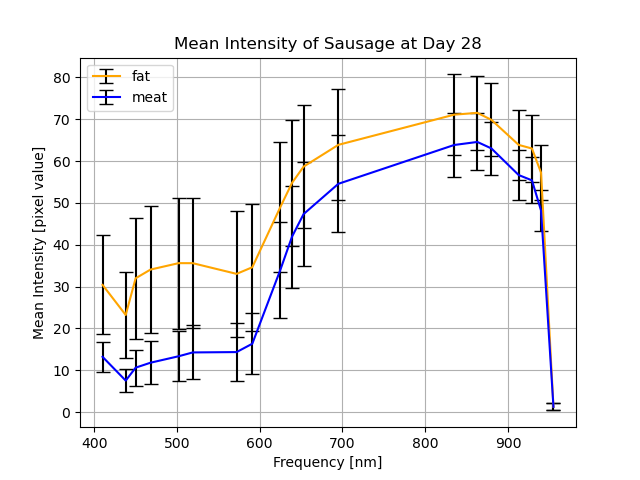 Mean Intensity of Sausage at Day 28
fat
meat
80
70
60
50
40
30
20
10
0
Mean Intensity [pixel value]
400 500 600 700 800 900
Frequency [nm]